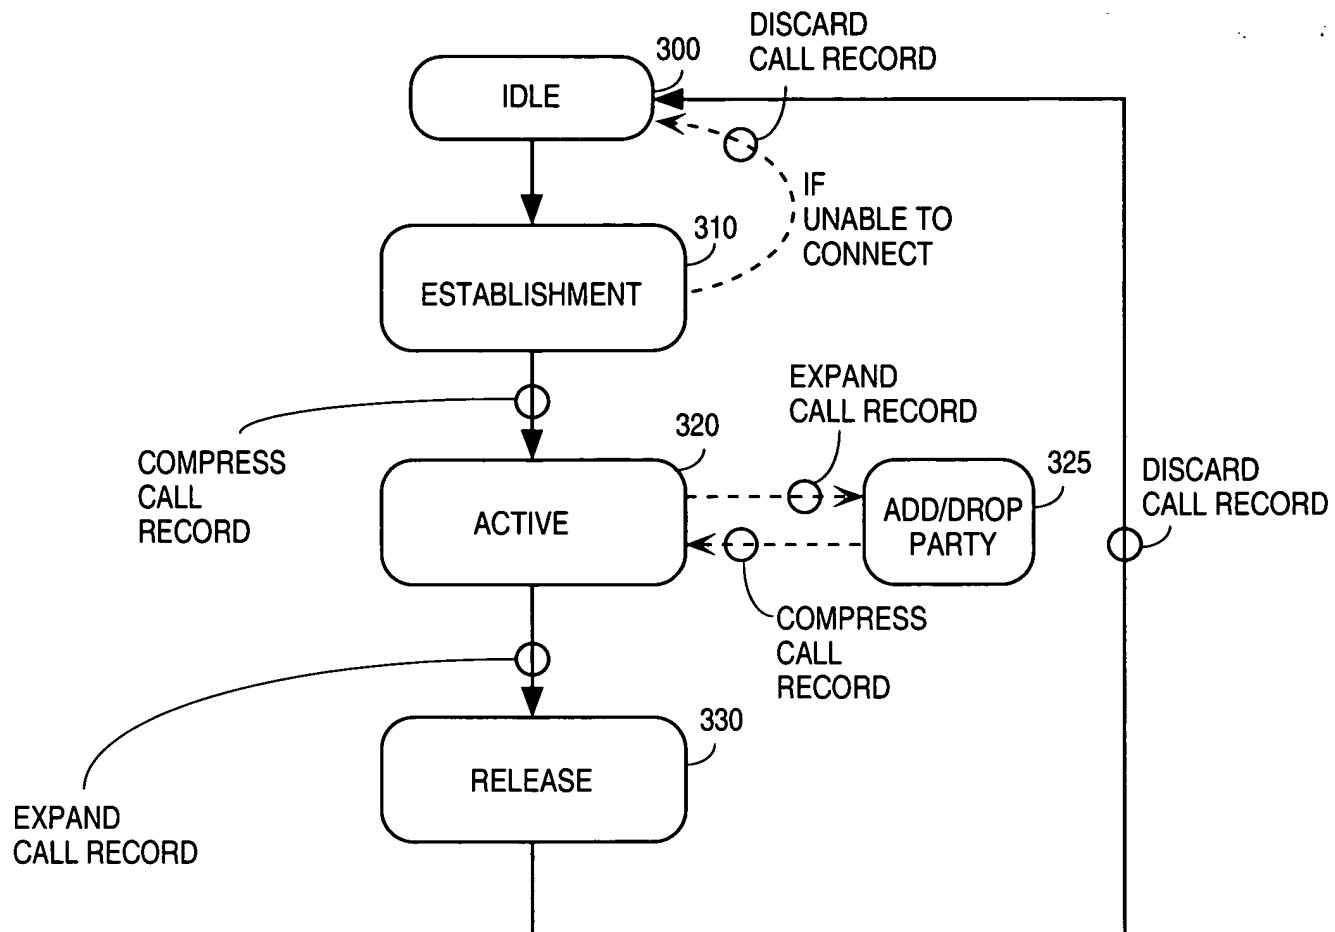 DISCARD
CALL RECORD
300
IDLE
IF
UNABLE TO
CONNECT
310
ESTABLISHMENT
EXPAND
CALL RECORD
320
325
COMPRESS
CALL
RECORD
DISCARD
CALL RECORD
ACTIVE
ADD/DROP
PARTY
COMPRESS
CALL
RECORD
330
RELEASE
EXPAND
CALL RECORD